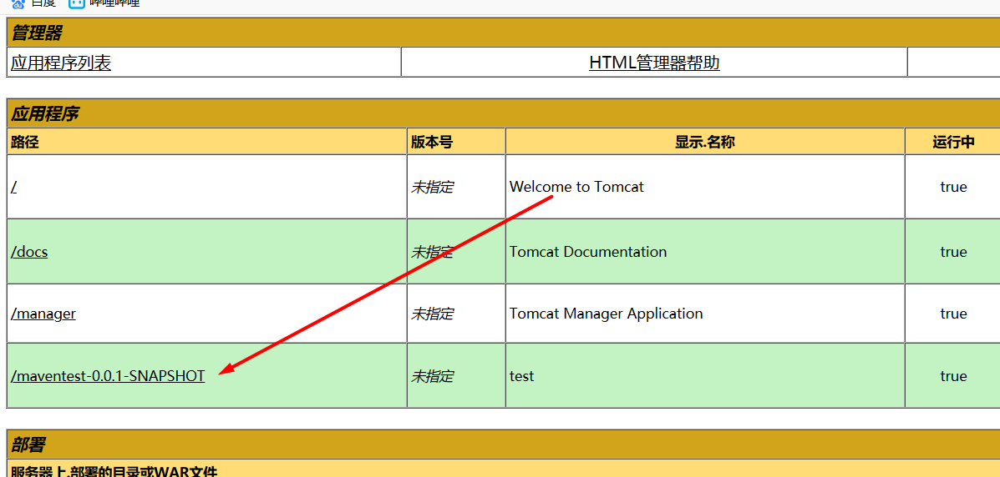 百度 哔哩哔哩
管理器
应用程序列表 HTML管理器帮助
应用程序
路径 版本号 显示.名称 运行中
/ 未指定 Welcome to Tomcat true
/docs 未指定 Tomcat Documentation true
/manager 未指定 Tomcat Manager Application true
/maventest-0.0.1-SNAPSHOT 未指定 test true
部署
服务器上.部署的目录或WAR文件